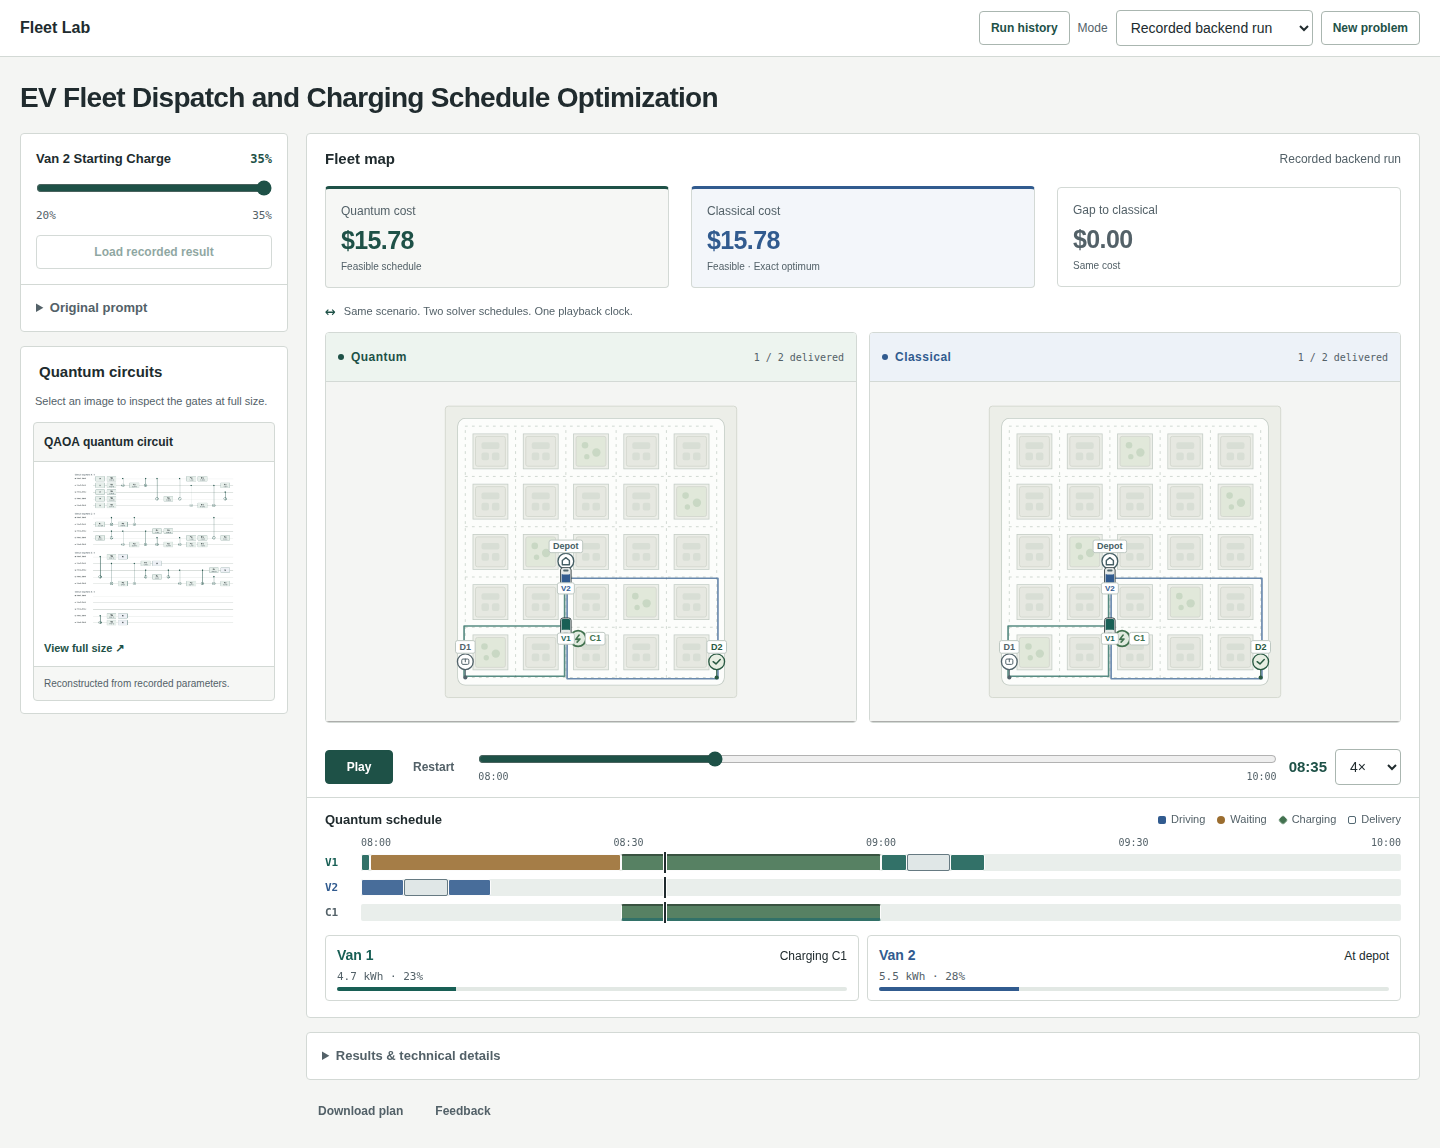 Fleet Lab
Run history
Mode
Recorded backend run
New problem
EV Fleet Dispatch and Charging Schedule Optimization
Van 2 Starting Charge
35%
20%
35%
Load recorded result
Original prompt
Quantum circuits
Select an image to inspect the gates at full size.
QAOA quantum circuit
View full size ↗
Reconstructed from recorded parameters.
Fleet map
Recorded backend run
Quantum cost
$15.78
Feasible schedule
Classical cost
$15.78
Feasible · Exact optimum
Gap to classical
$0.00
Same cost
↔ Same scenario. Two solver schedules. One playback clock.
Quantum
1 / 2 delivered
Depot
V2
V1
C1
D1
D2
Classical
1 / 2 delivered
Depot
V2
V1
C1
D1
D2
Play
Restart
08:00
10:00
08:35
4×
Quantum schedule
Driving
Waiting
Charging
Delivery
08:00
08:30
09:00
09:30
10:00
V1
V2
C1
Van 1
Charging C1
4.7 kWh · 23%
Van 2
At depot
5.5 kWh · 28%
Results & technical details
Download plan
Feedback